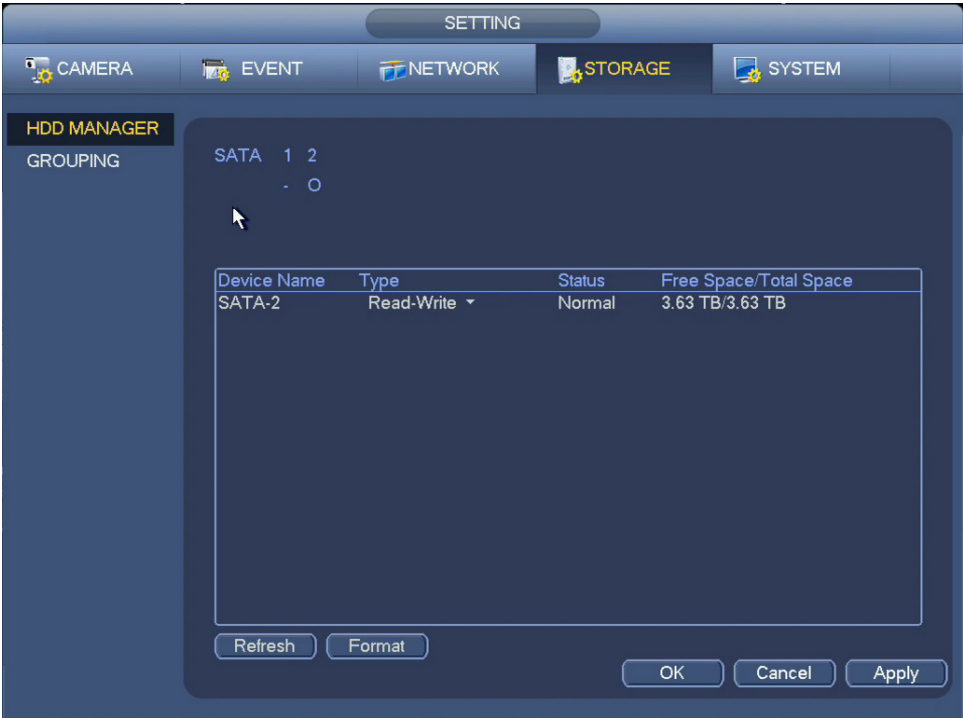 SETTING
CAMERA EVENT NETWORK STORAGE SYSTEM
HDD MANAGER
GROUPING
SATA 1 2
- O
Device Name Type Status Free Space/Total Space
SATA-2 Read-Write Normal 3.63 TB/3.63 TB
Refresh Format
OK Cancel Apply